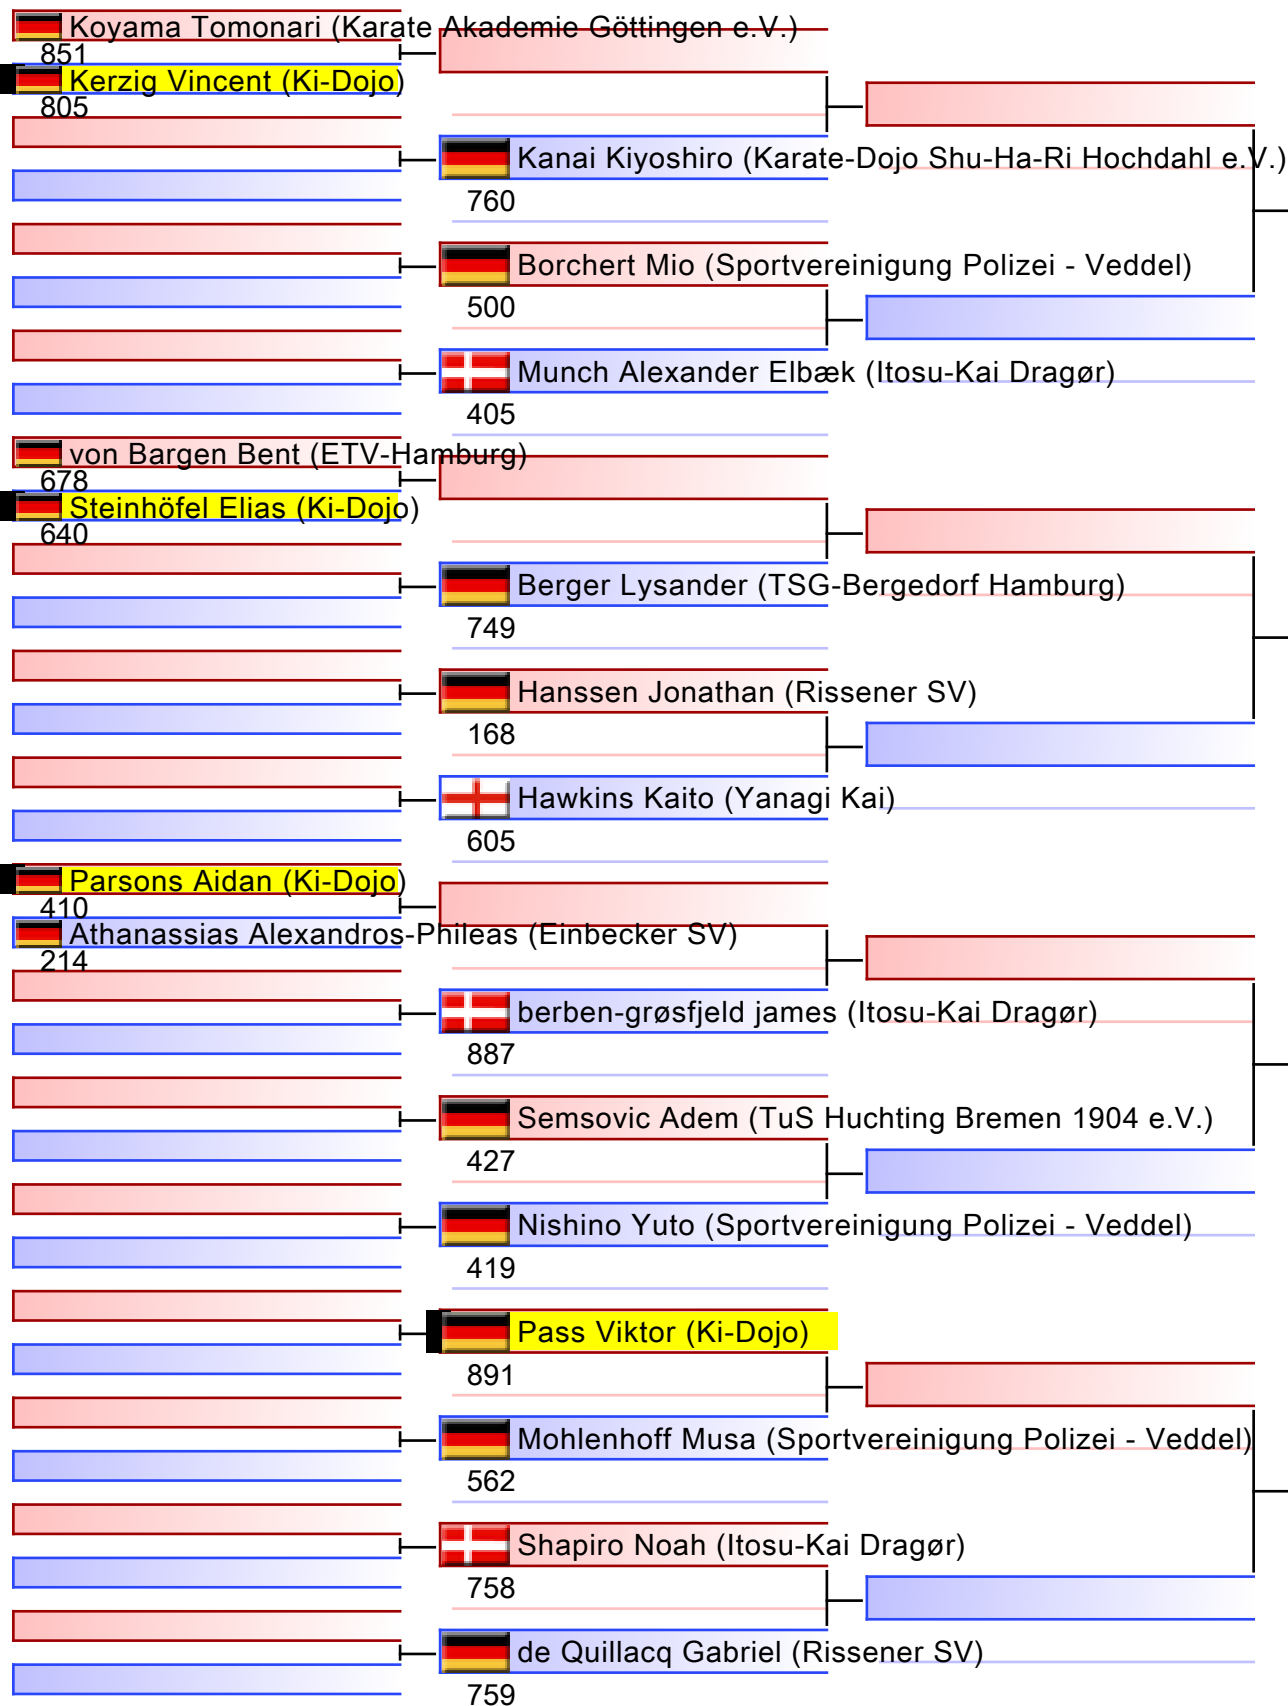 Koyama Tomonari (Karate Akademie Göttingen e.V.)
851
Kerzig Vincent (Ki-Dojo)
805
Kanai Kiyoshiro (Karate-Dojo Shu-Ha-Ri Hochdahl e.V.)
760
Borchert Mio (Sportvereinigung Polizei - Veddel)
500
Munch Alexander Elbæk (Itosu-Kai Dragør)
405
von Bargen Bent (ETV-Hamburg)
678
Steinhöfel Elias (Ki-Dojo)
640
Berger Lysander (TSG-Bergedorf Hamburg)
749
Hanssen Jonathan (Rissener SV)
168
Hawkins Kaito (Yanagi Kai)
605
Parsons Aidan (Ki-Dojo)
410
Athanassias Alexandros-Phileas (Einbecker SV)
214
berben-grøsfjeld james (Itosu-Kai Dragør)
887
Semsovic Adem (TuS Huchting Bremen 1904 e.V.)
427
Nishino Yuto (Sportvereinigung Polizei - Veddel)
419
Pass Viktor (Ki-Dojo)
891
Mohlenhoff Musa (Sportvereinigung Polizei - Veddel)
562
Shapiro Noah (Itosu-Kai Dragør)
758
de Quillacq Gabriel (Rissener SV)
759